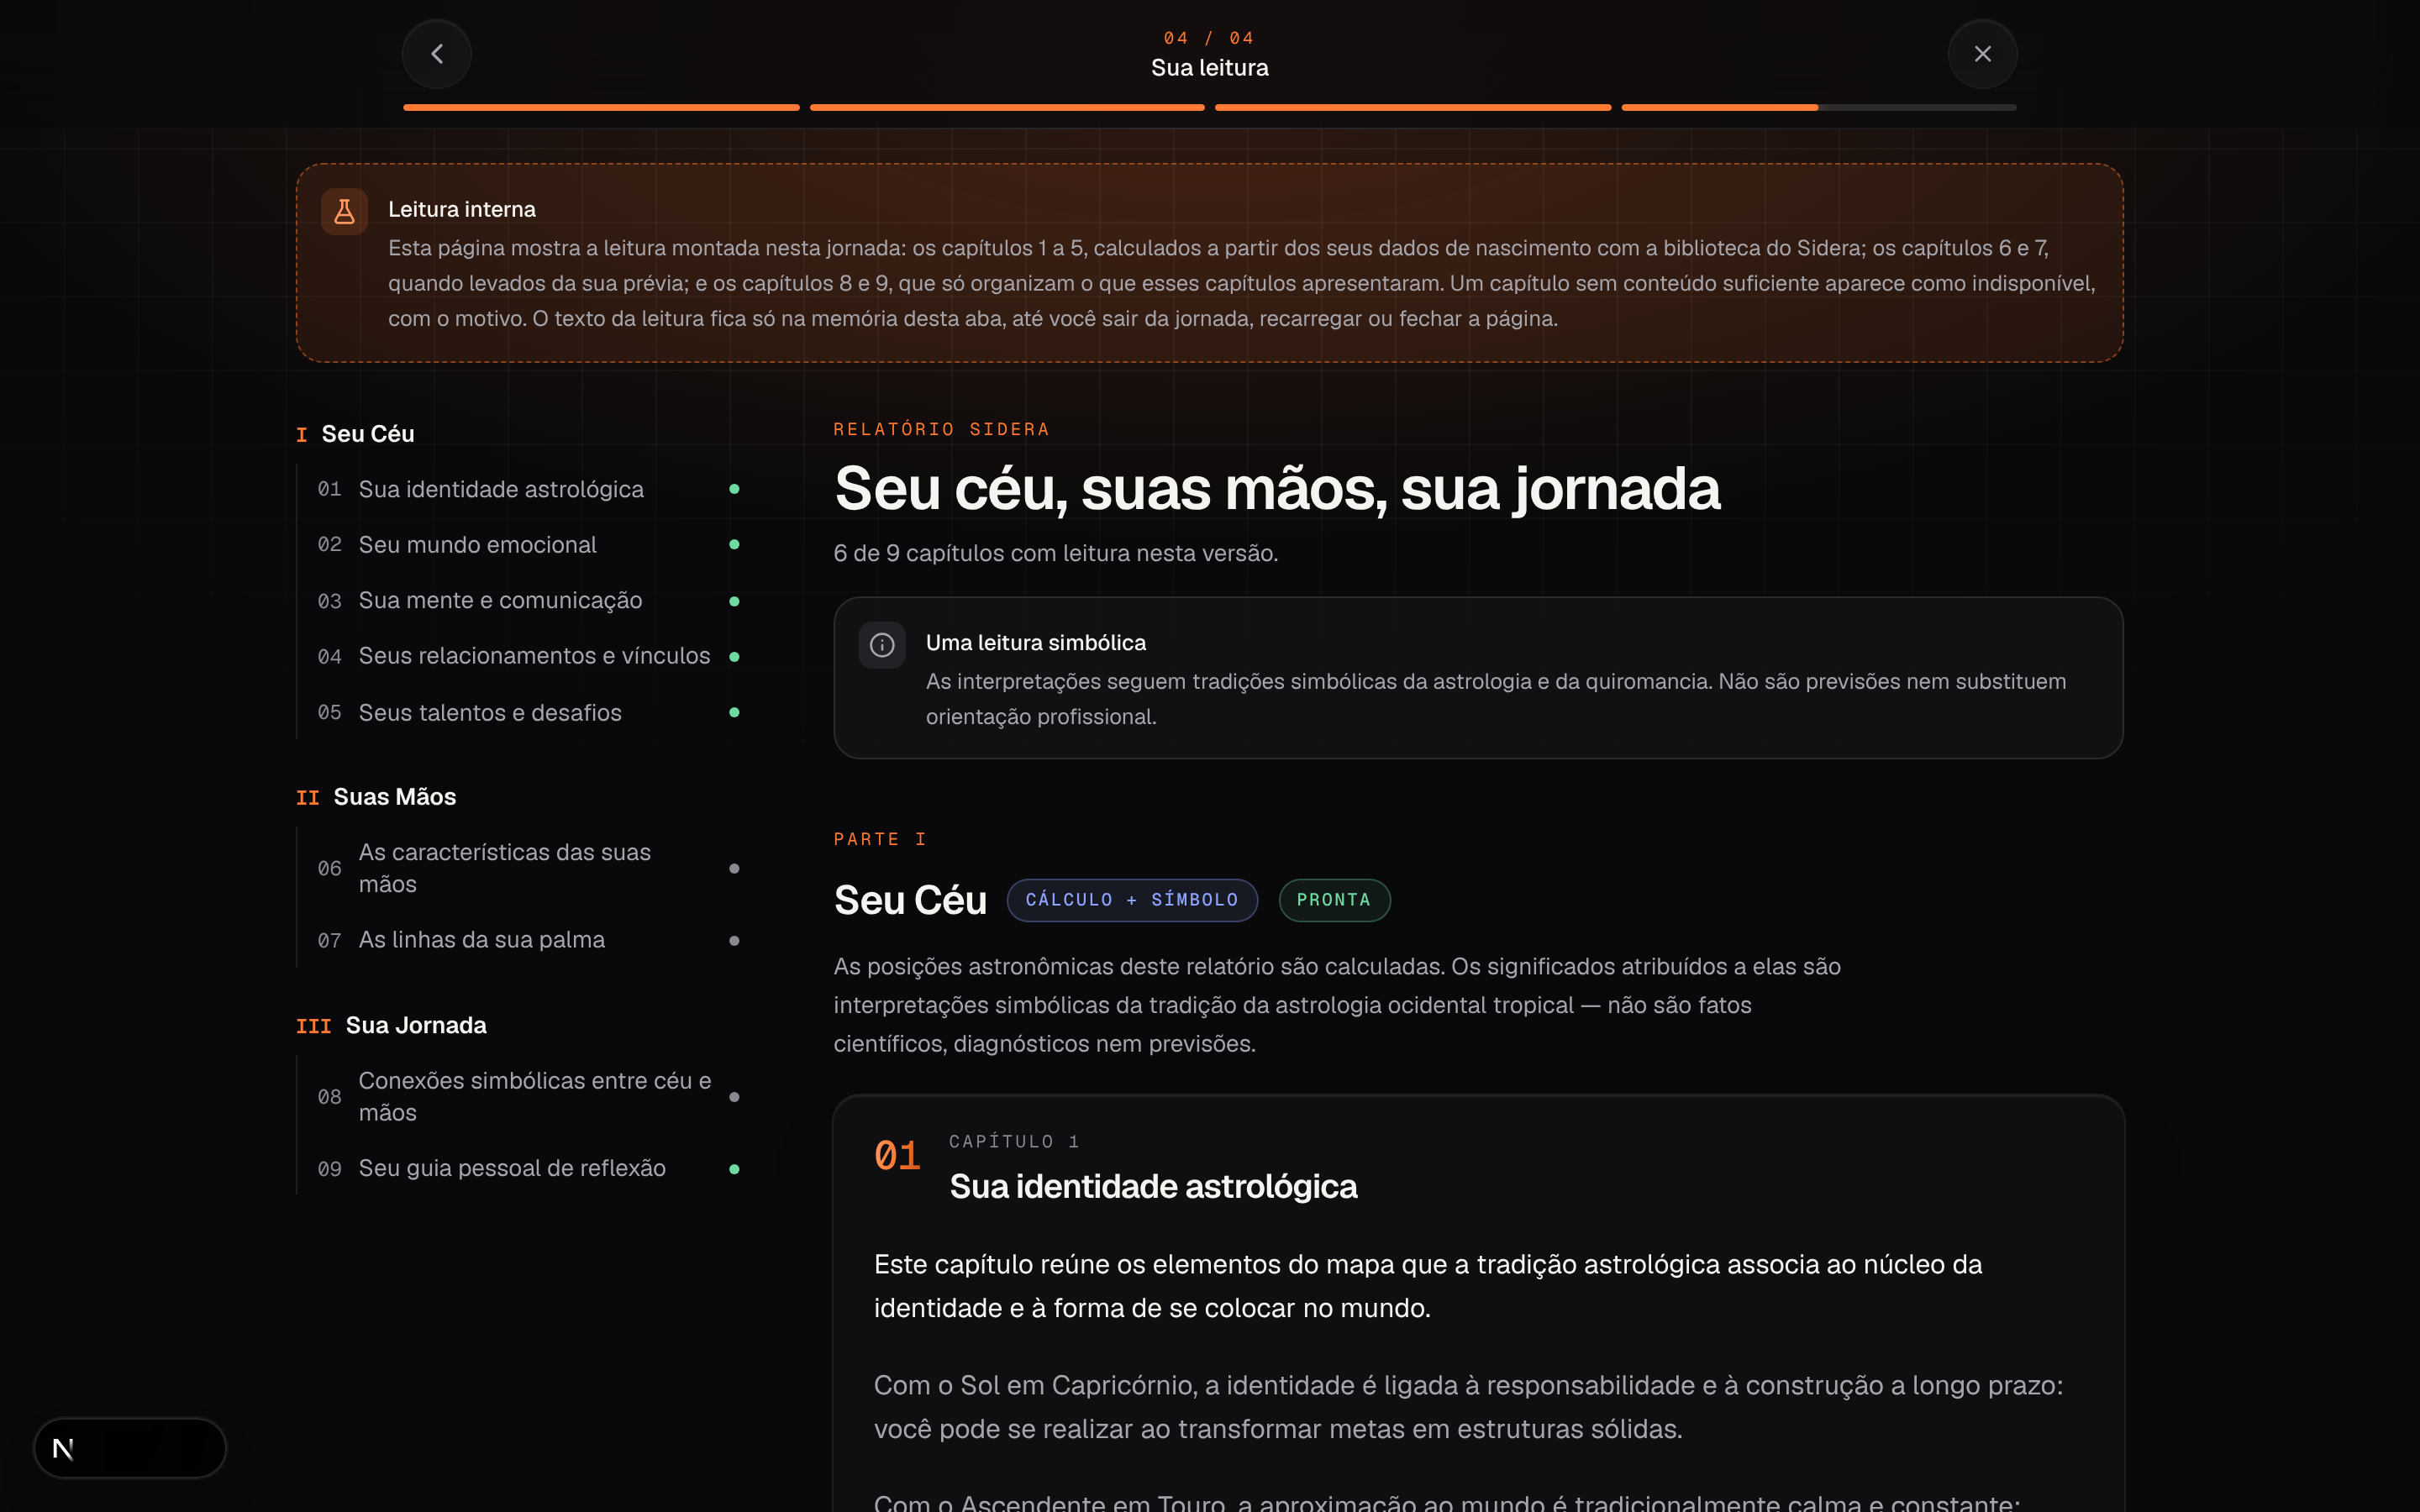 04 / 04
Sua leitura
Leitura interna
Esta página mostra a leitura montada nesta jornada: os capítulos 1 a 5, calculados a partir dos seus dados de nascimento com a biblioteca do Sidera; os capítulos 6 e 7,
quando levados da sua prévia; e os capítulos 8 e 9, que só organizam o que esses capítulos apresentaram. Um capítulo sem conteúdo suficiente aparece como indisponível,
com o motivo. O texto da leitura fica só na memória desta aba, até você sair da jornada, recarregar ou fechar a página.
I Seu Céu
01 Sua identidade astrológica
02 Seu mundo emocional
03 Sua mente e comunicação
04 Seus relacionamentos e vínculos
05 Seus talentos e desafios
II Suas Mãos
06 As características das suas
mãos
07 As linhas da sua palma
III Sua Jornada
08 Conexões simbólicas entre céu e
mãos
09 Seu guia pessoal de reflexão
RELATÓRIO SIDERA
Seu céu, suas mãos, sua jornada
6 de 9 capítulos com leitura nesta versão.
Uma leitura simbólica
As interpretações seguem tradições simbólicas da astrologia e da quiromancia. Não são previsões nem substituem
orientação profissional.
PARTE I
Seu Céu CÁLCULO + SÍMBOLO PRONTA
As posições astronômicas deste relatório são calculadas. Os significados atribuídos a elas são
interpretações simbólicas da tradição da astrologia ocidental tropical — não são fatos
científicos, diagnósticos nem previsões.
01 CAPÍTULO 1
Sua identidade astrológica
Este capítulo reúne os elementos do mapa que a tradição astrológica associa ao núcleo da
identidade e à forma de se colocar no mundo.
Com o Sol em Capricórnio, a identidade é ligada à responsabilidade e à construção a longo prazo:
você pode se realizar ao transformar metas em estruturas sólidas.
Com o Ascendente em Touro, a aproximação ao mundo é tradicionalmente calma e constante:
N